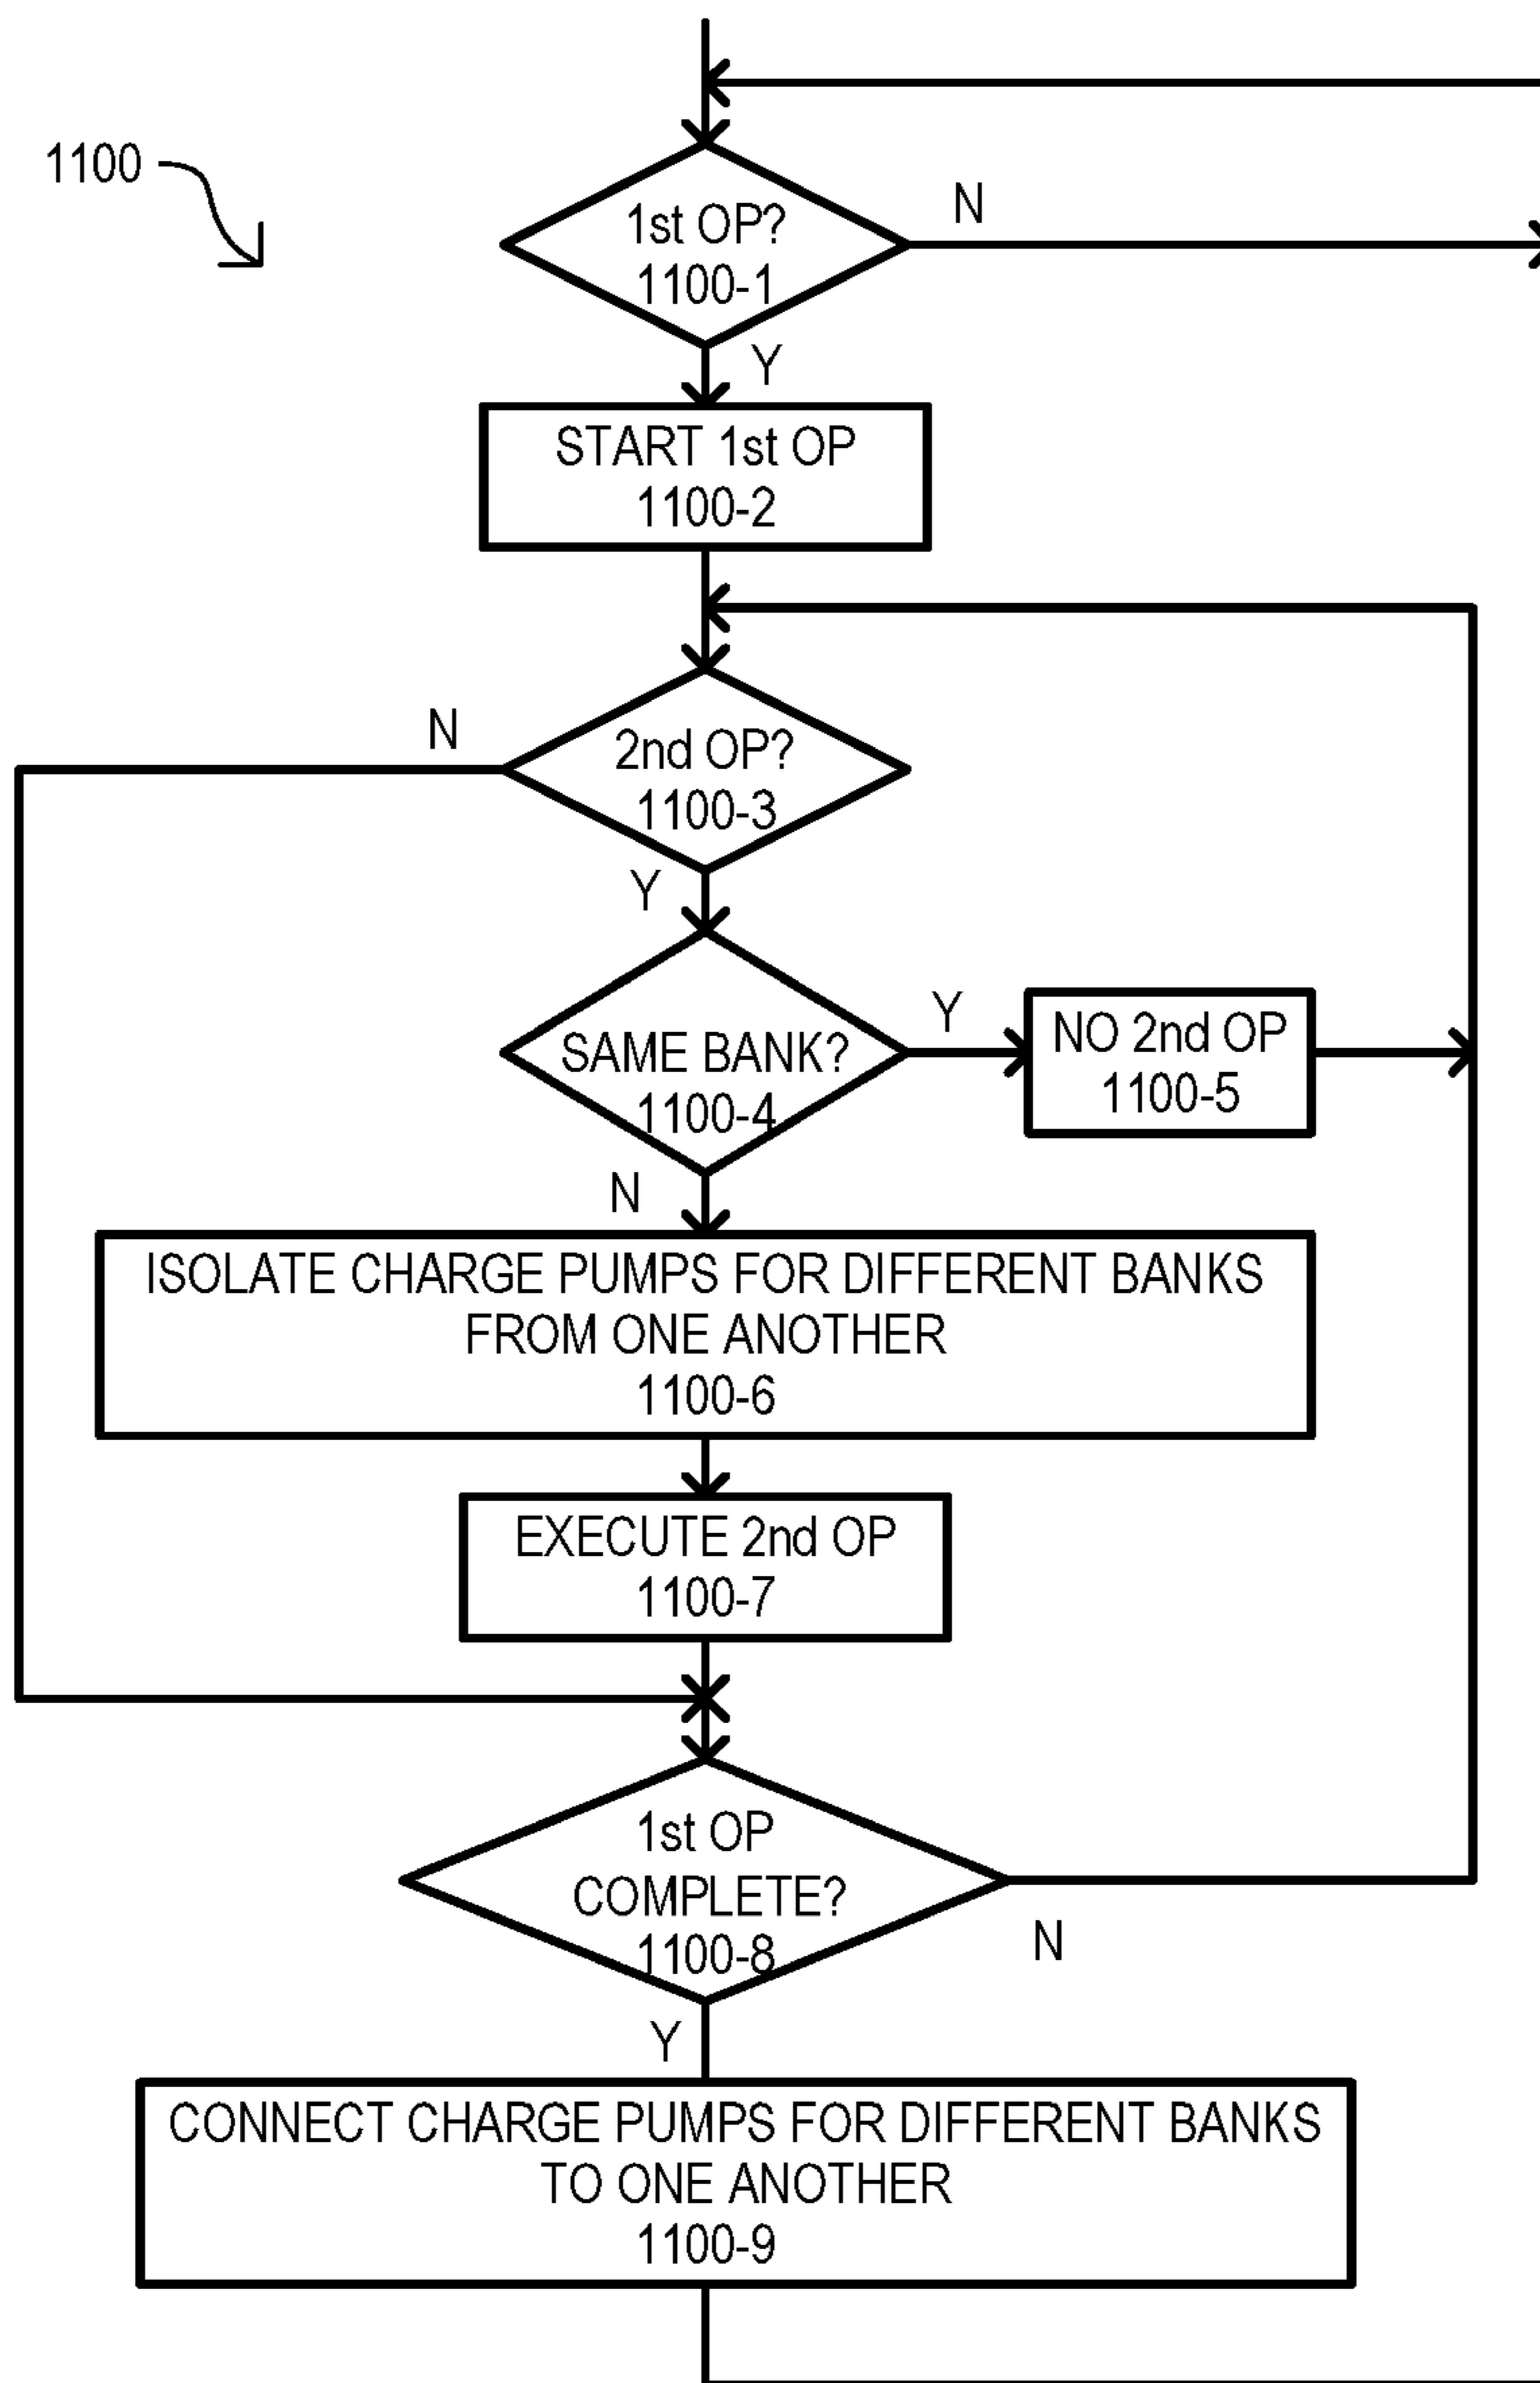 1100
1st OP?
1100-1
N
Y
START 1st OP
1100-2
N
2nd OP?
1100-3
Y
SAME BANK?
1100-4
Y
NO 2nd OP
1100-5
N
ISOLATE CHARGE PUMPS FOR DIFFERENT BANKS
FROM ONE ANOTHER
1100-6
EXECUTE 2nd OP
1100-7
1st OP
COMPLETE?
1100-8
N
Y
CONNECT CHARGE PUMPS FOR DIFFERENT BANKS
TO ONE ANOTHER
1100-9